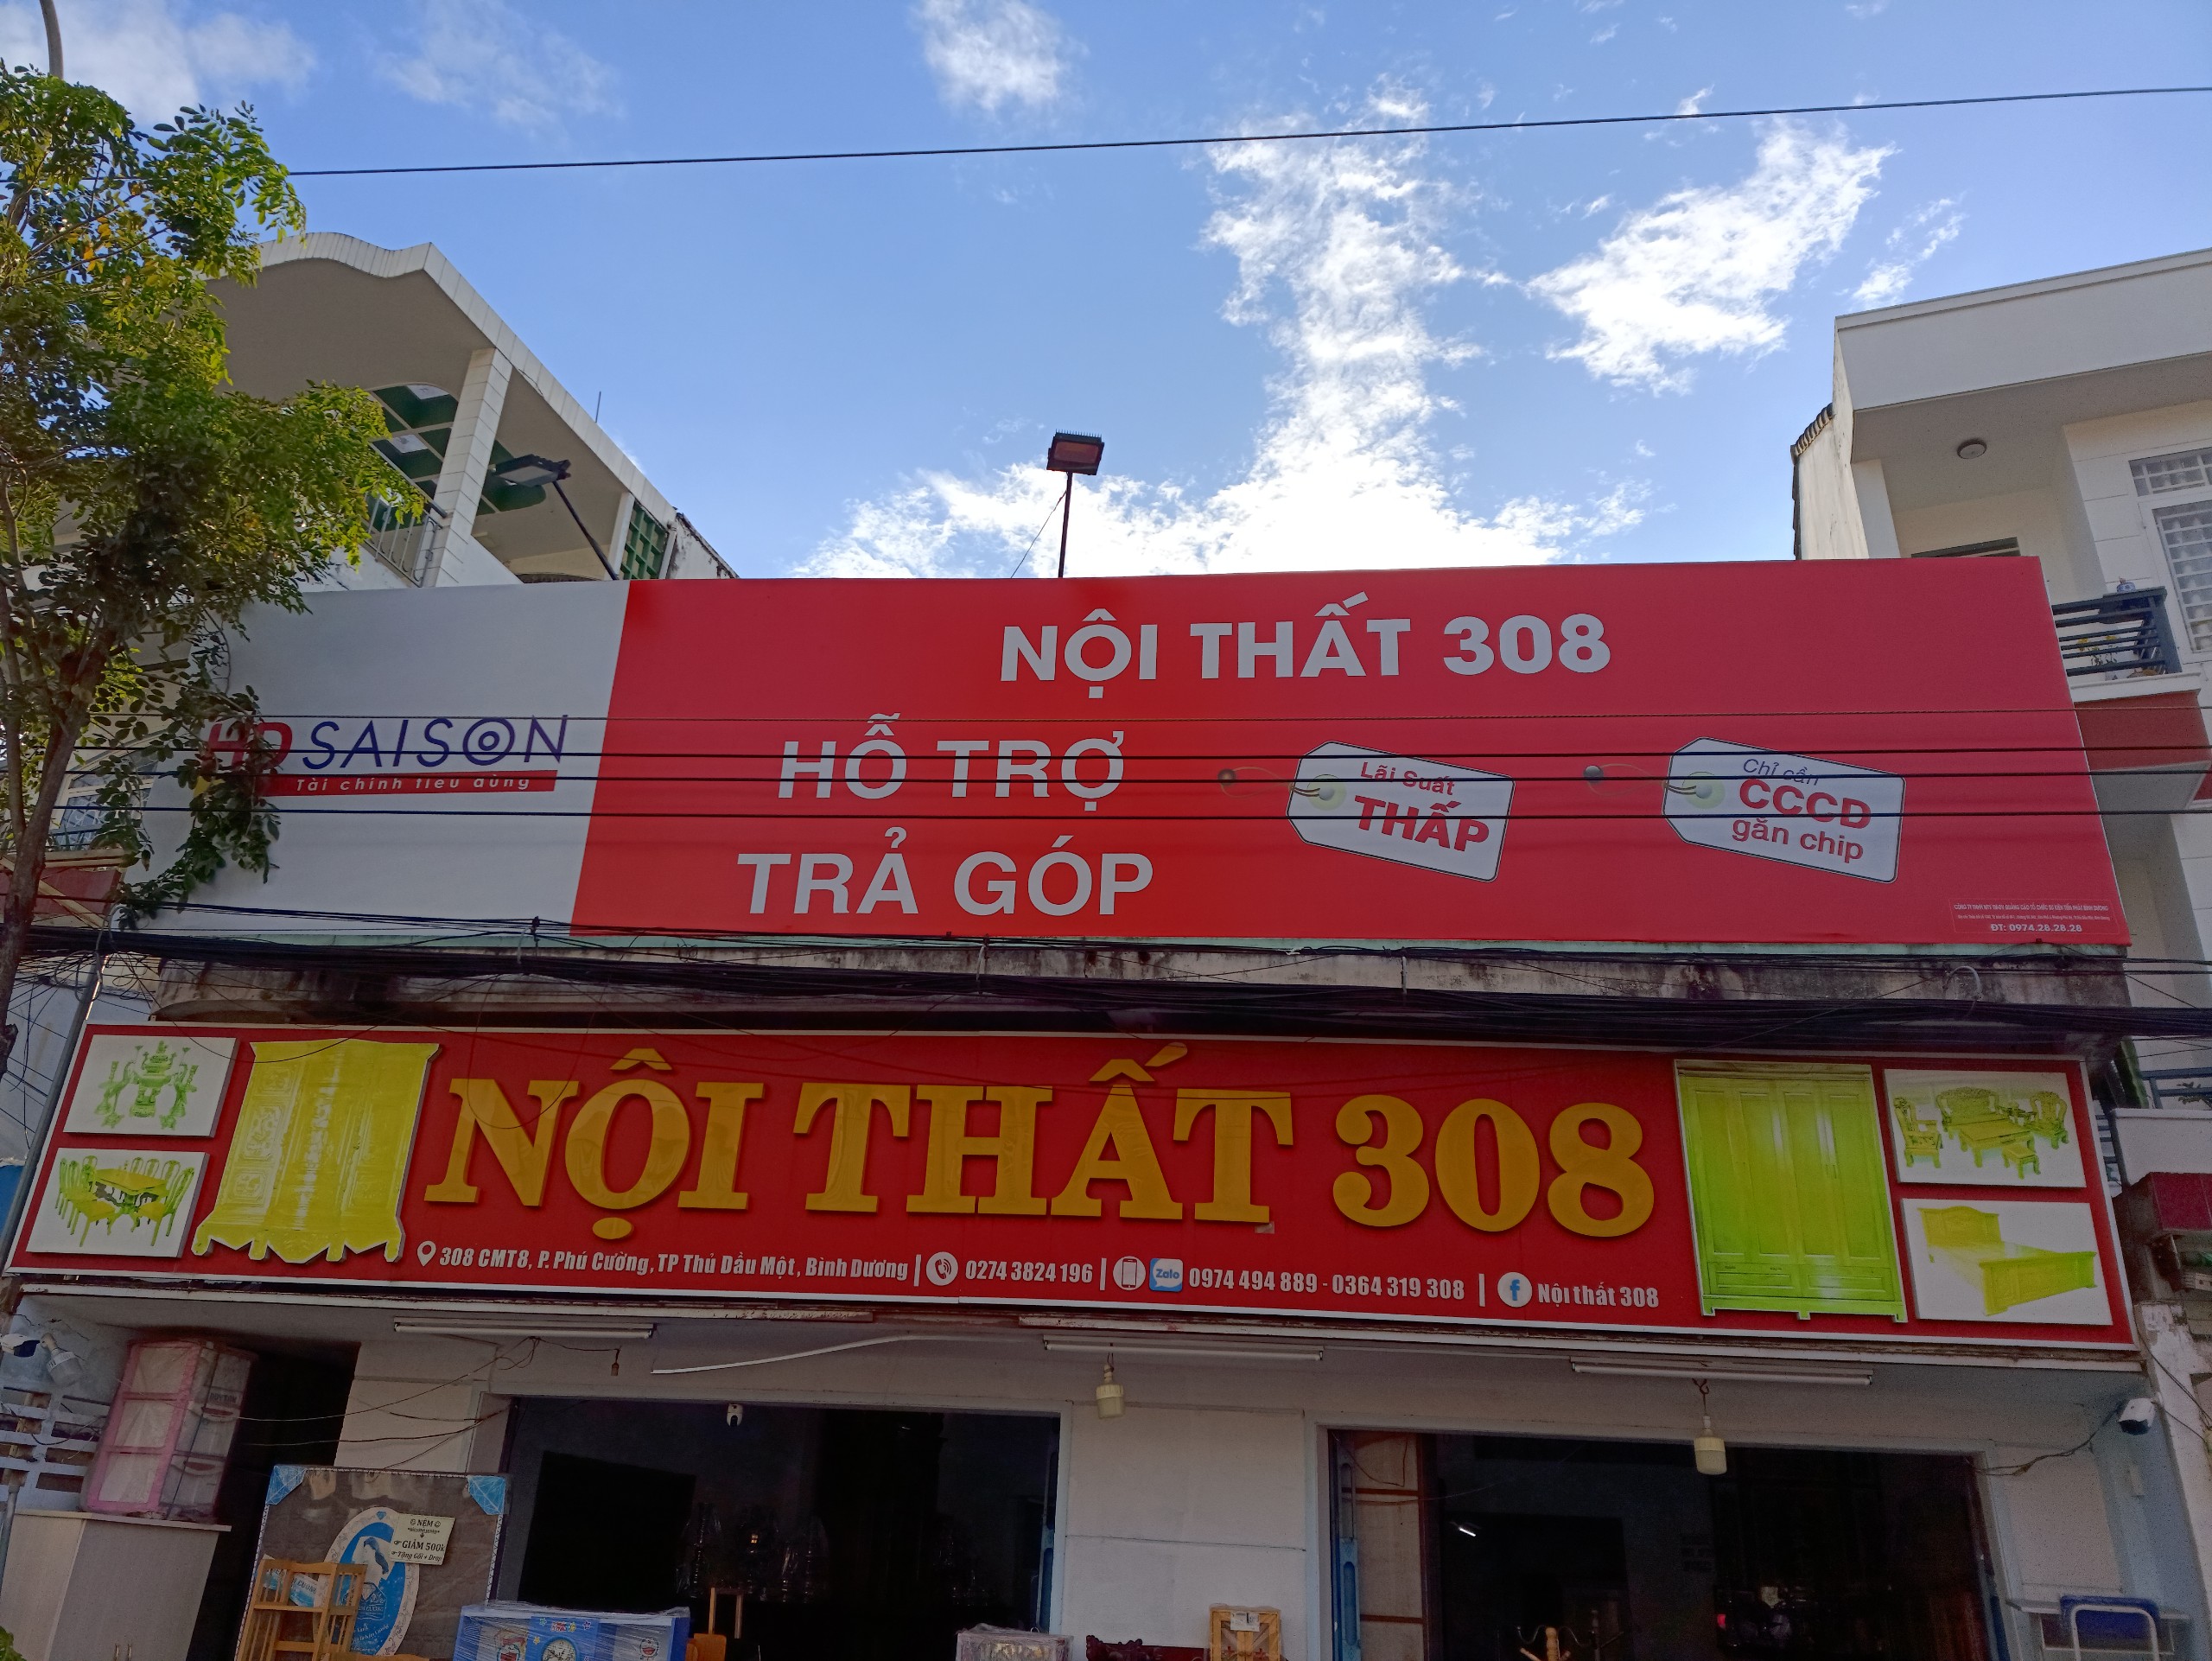 NỘI THẤT 308
HD SAISON
Tài chính tiêu dùng
HỖ TRỢ
TRẢ GÓP
Lãi Suất
THẤP
Chỉ cần
CCCD
gắn chip
ĐT: 0974.28.28.28
NỘI THẤT 308
308 CMT8, P. Phú Cường, TP Thủ Dầu Một, Bình Dương | 0274 3824 196 | Zalo 0974 494 889 - 0364 319 308 | f Nội thất 308
NỆM
GIẢM 500k